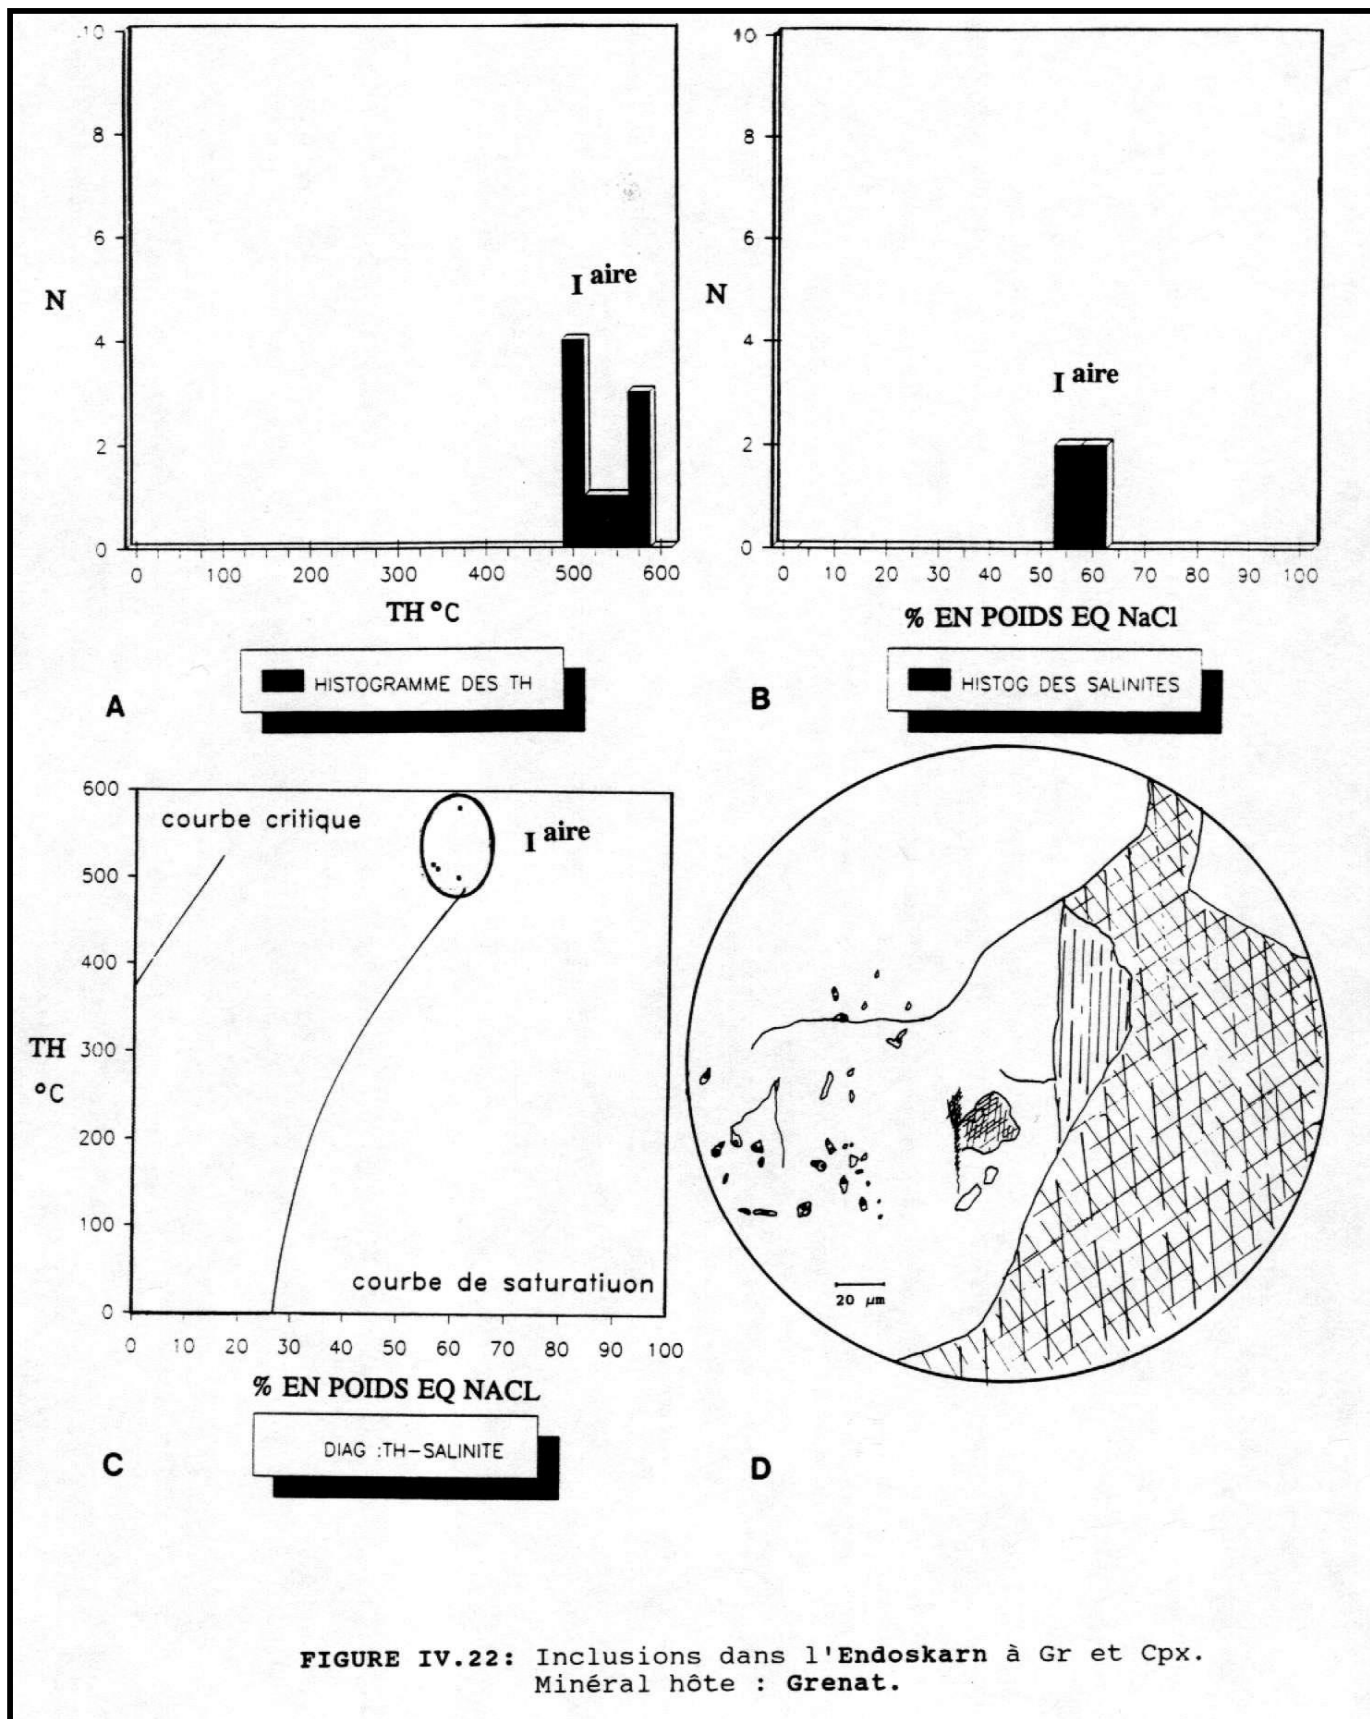 10
8
6
4
2
0
N
I aire
0 100 200 300 400 500 600
TH °C
HISTOGRAMME DES TH
A
10
8
6
4
2
0
N
I aire
0 10 20 30 40 50 60 70 80 90 100
% EN POIDS EQ NaCl
HISTOG DES SALINITES
B
600
500
400
300
200
100
0
TH
°C
courbe critique
I aire
courbe de saturatiuon
0 10 20 30 40 50 60 70 80 90 100
% EN POIDS EQ NACL
DIAG :TH-SALINITE
C
20 µm
D
FIGURE IV.22: Inclusions dans l'Endoskarn à Gr et Cpx.
Minéral hôte : Grenat.